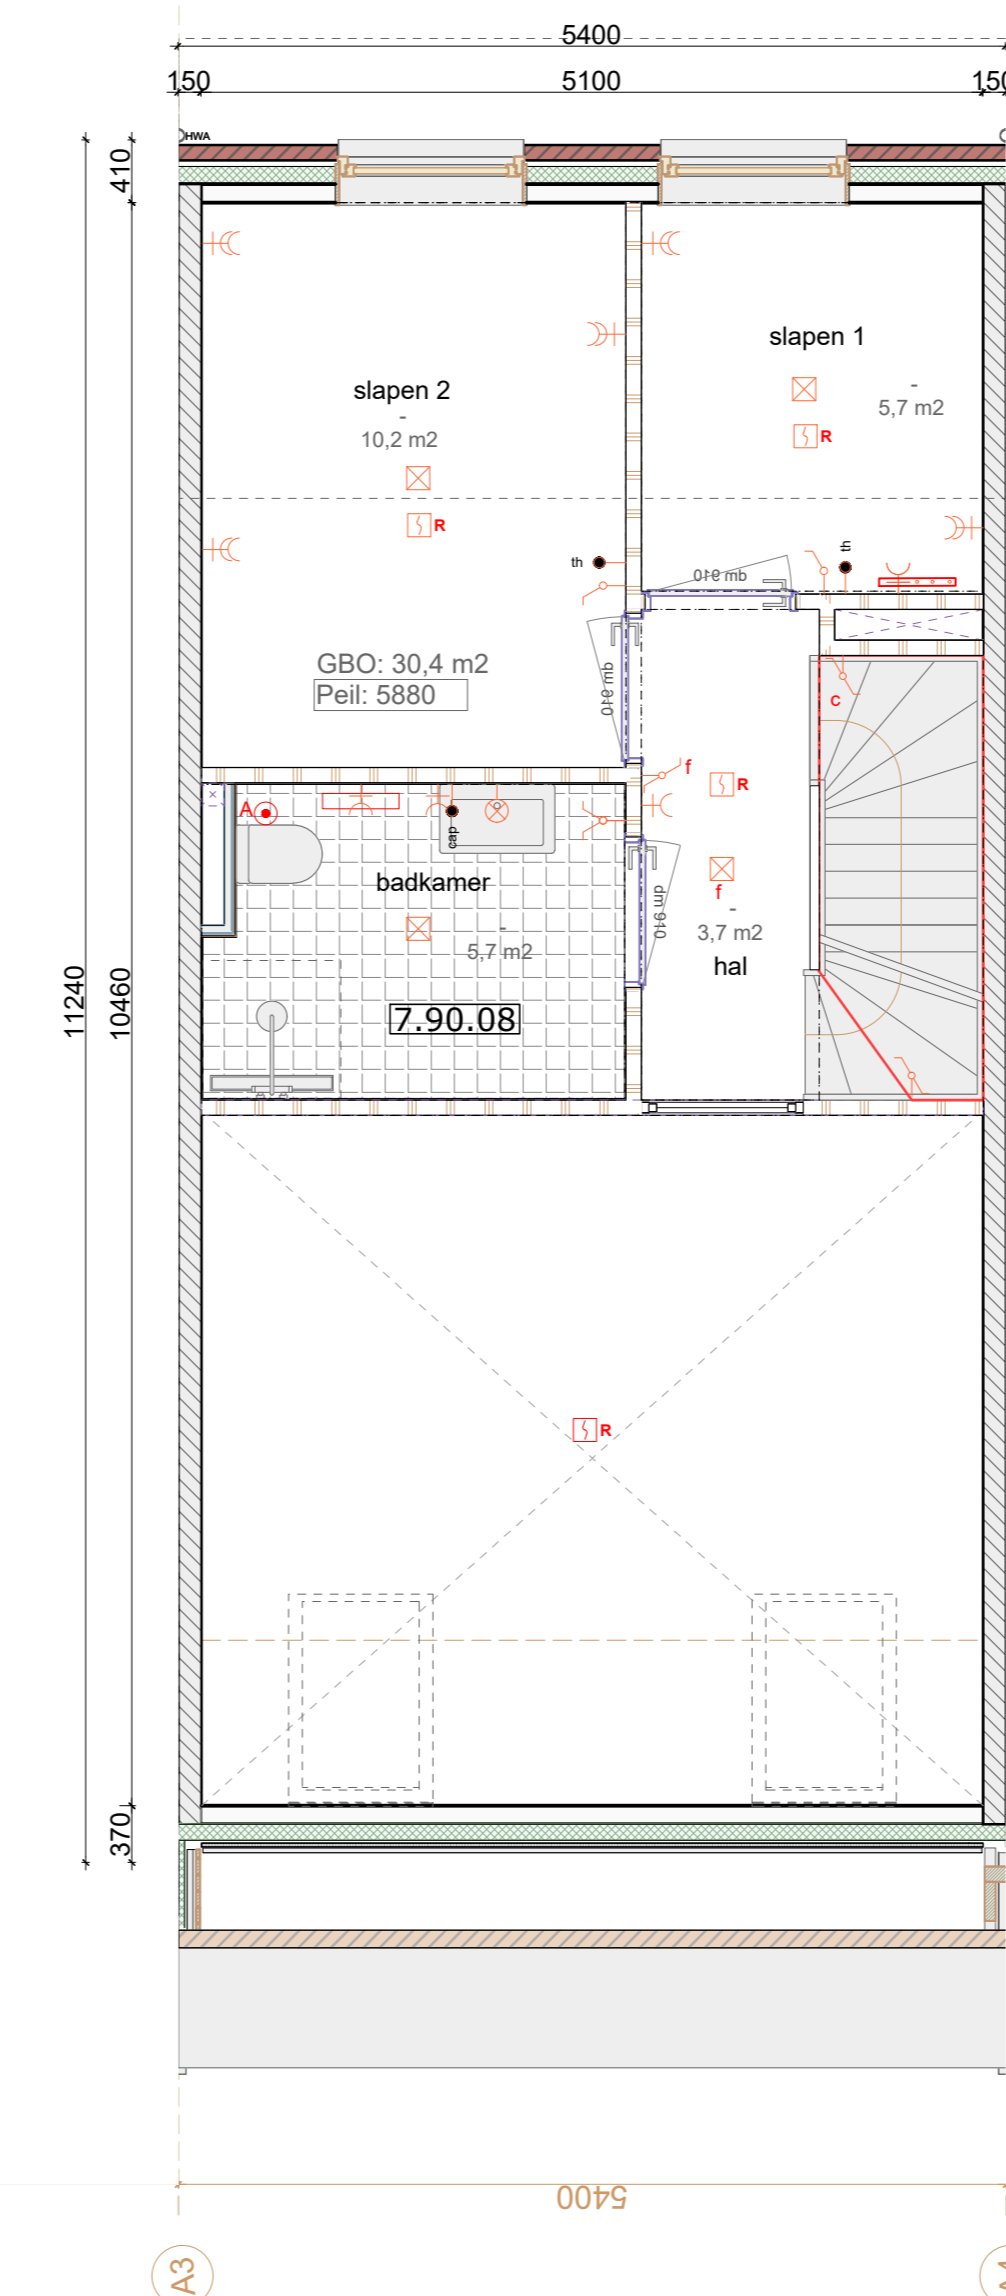 5400
150
5100
150
HWA
410
slapen 1
-
5,7 m2
R
slapen 2
-
10,2 m2
R
th
th
dm 910
GBO: 30,4 m2
Peil: 5880
dm 910
c
f
R
A
cap
badkamer
-
5,7 m2
dm 910
f
-
3,7 m2
hal
7.90.08
11240
10460
R
370
5400
A3